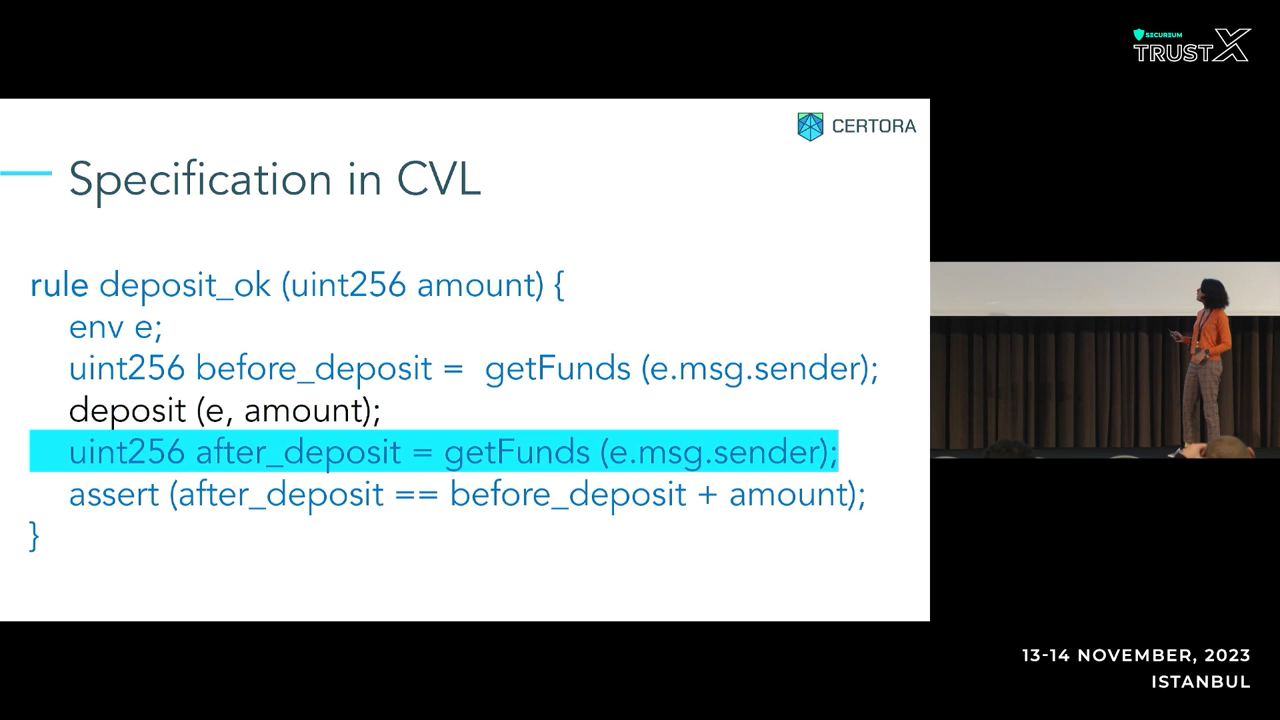 SECUREUM
TRUSTX
CERTORA
Specification in CVL
rule deposit_ok (uint256 amount) {
env e;
uint256 before_deposit = getFunds (e.msg.sender);
deposit (e, amount);
uint256 after_deposit = getFunds (e.msg.sender);
assert (after_deposit == before_deposit + amount);
}
13-14 NOVEMBER, 2023
ISTANBUL